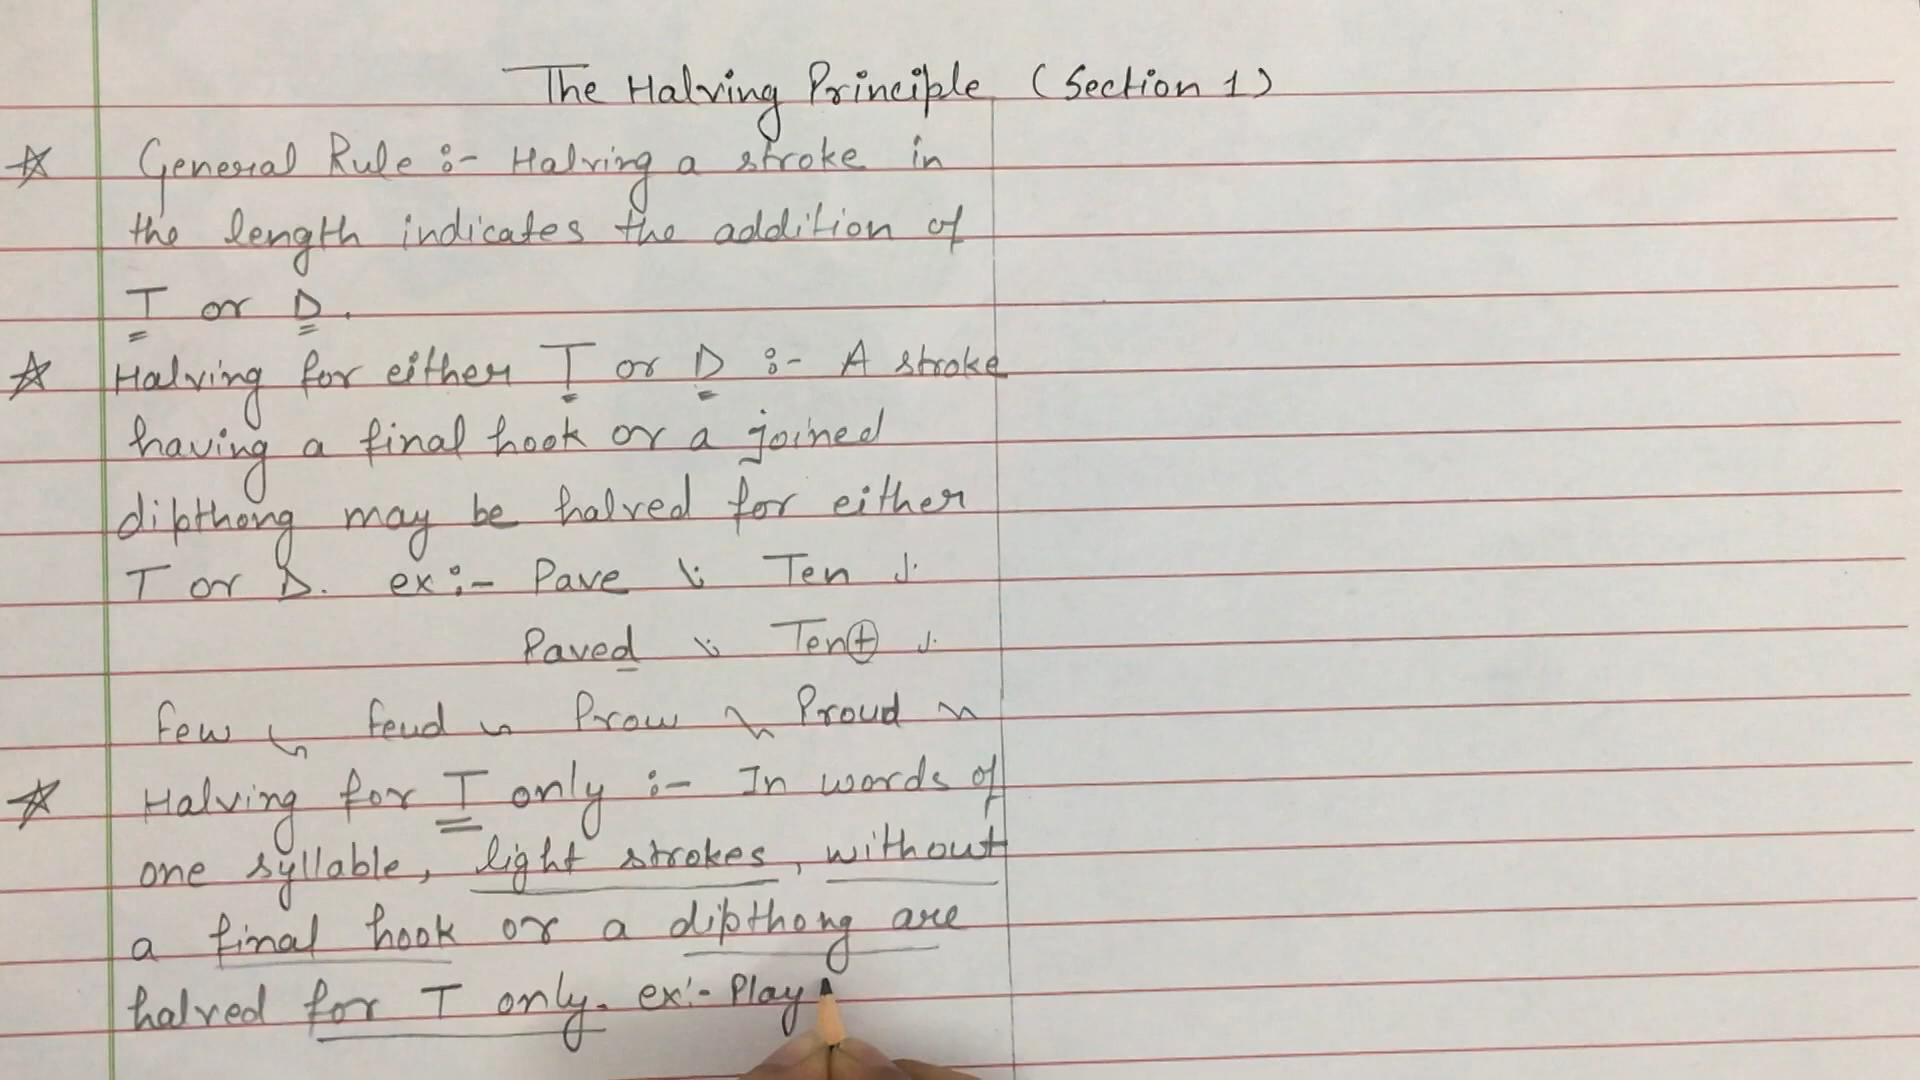 The Halving Principle (Section 1)
☆ General Rule :- Halving a stroke in
the length indicates the addition of
T or D.
☆ Halving for either T or D :- A stroke
having a final hook or a joined
dipthong may be halved for either
T or D. ex:- Pave Ten
Paved Tent
few feud Prow Proud
☆ Halving for T only :- In words of
one syllable, light strokes, without
a final hook or a dipthong are
halved for T only. ex:- Play